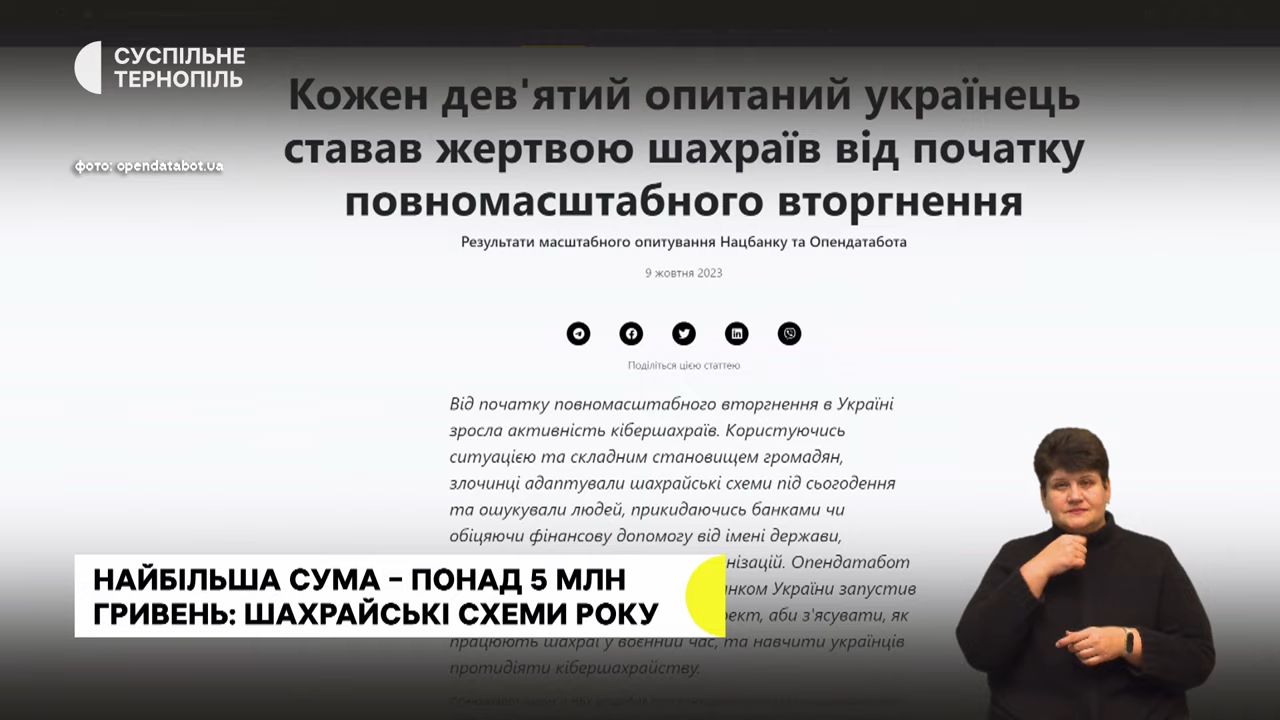 СУСПІЛЬНЕ
ТЕРНОПІЛЬ
фото: opendatabot.ua
Кожен дев'ятий опитаний українець
ставав жертвою шахраїв від початку
повномасштабного вторгнення
Результати масштабного опитування Нацбанку та Опендатабота
9 жовтня 2023
Поділіться цією статтею
Від початку повномасштабного вторгнення в Україні
зросла активність кібершахраїв. Користуючись
ситуацією та складним становищем громадян,
злочинці адаптували шахрайські схеми під сьогодення
та ошукували людей, прикидаючись банками чи
обіцяючи фінансову допомогу від імені держави,
нізацій. Опендатабот
нком України запустив
рект, аби з'ясувати, як
працюють шахраї у воєнний час, та навчити українців
протидіяти кібершахрайству.
НАЙБІЛЬША СУМА – ПОНАД 5 МЛН
ГРИВЕНЬ: ШАХРАЙСЬКІ СХЕМИ РОКУ